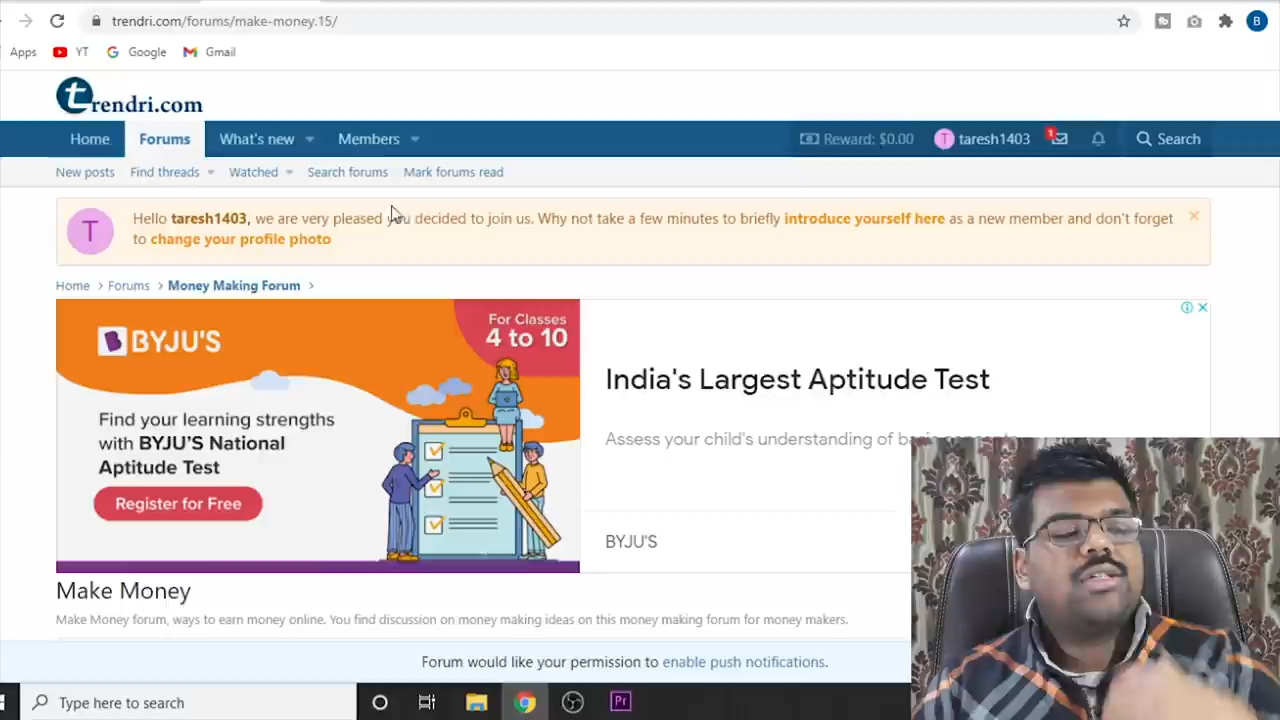 trendri.com/forums/make-money.15/
B
Apps YT Google Gmail
trendri.com
Home Forums What's new Members Reward: $0.00 T taresh1403 1 Search
New posts Find threads Watched Search forums Mark forums read
T
Hello taresh1403, we are very pleased you decided to join us. Why not take a few minutes to briefly introduce yourself here as a new member and don't forget
to change your profile photo
Home > Forums > Money Making Forum >
BYJU'S
For Classes
4 to 10
Find your learning strengths
with BYJU'S National
Aptitude Test
Register for Free
India's Largest Aptitude Test
Assess your child's understanding of
BYJU'S
Make Money
Make Money forum, ways to earn money online. You find discussion on money making ideas on this money making forum for money makers.
Forum would like your permission to enable push notifications.
Type here to search
Pr